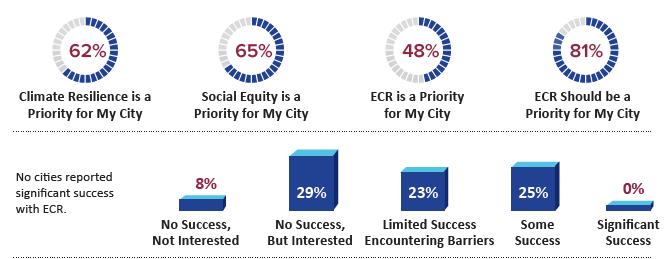 62%
65%
48%
81%
Climate Resilience is a
Priority for My City
Social Equity is a
Priority for My City
ECR is a Priority
for My City
ECR Should be a
Priority for My City
No cities reported
significant success
with ECR.
8%
29%
23%
25%
0%
No Success,
Not Interested
No Success,
But Interested
Limited Success
Encountering Barriers
Some
Success
Significant
Success